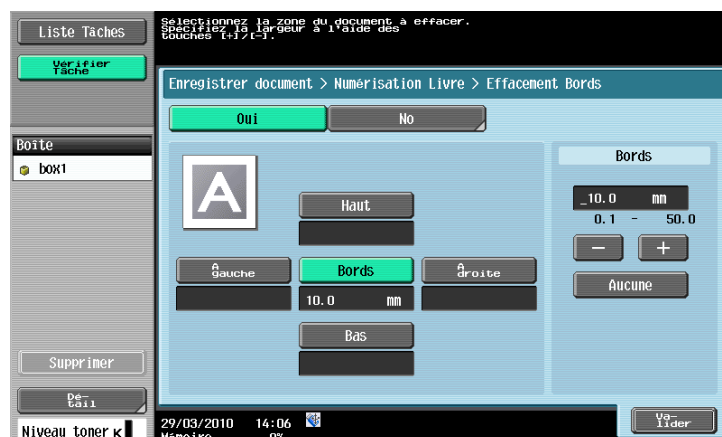 Liste Tâches
Sélectionnez la zone du document à effacer.
Spécifiez la largeur à l'aide des
touches [+]/[-].
Vérifier
Tâche
Enregistrer document > Numérisation Livre > Effacement Bords
Oui
No
Boîte
box1
Bords
A
_10.0 mm
0.1 - 50.0
Haut
－
＋
À
gauche
Bords
À
droite
Aucune
10.0 mm
Bas
Supprimer
Dé-
tail
Niveau toner K
29/03/2010 14:06
Mémoire 0%
Va-
lider